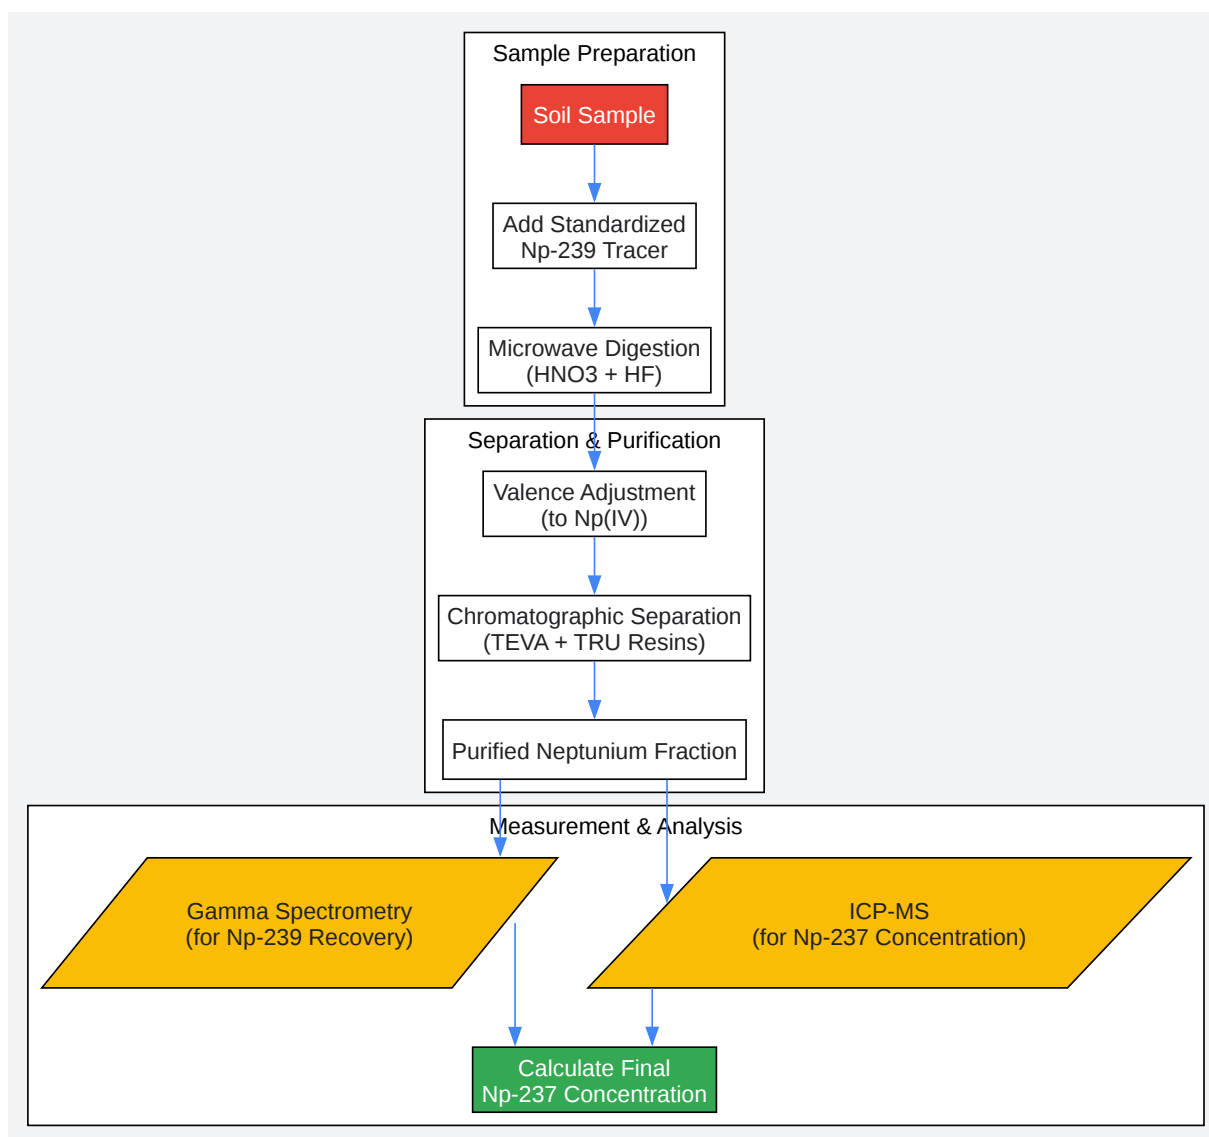 Sample Preparation
Soil Sample
Add Standardized
Np-239 Tracer
Microwave Digestion
(HNO3 + HF)
Separation & Purification
Valence Adjustment
(to Np(IV))
Chromatographic Separation
(TEVA + TRU Resins)
Purified Neptunium Fraction
Measurement & Analysis
Gamma Spectrometry
(for Np-239 Recovery)
ICP-MS
(for Np-237 Concentration)
Calculate Final
Np-237 Concentration